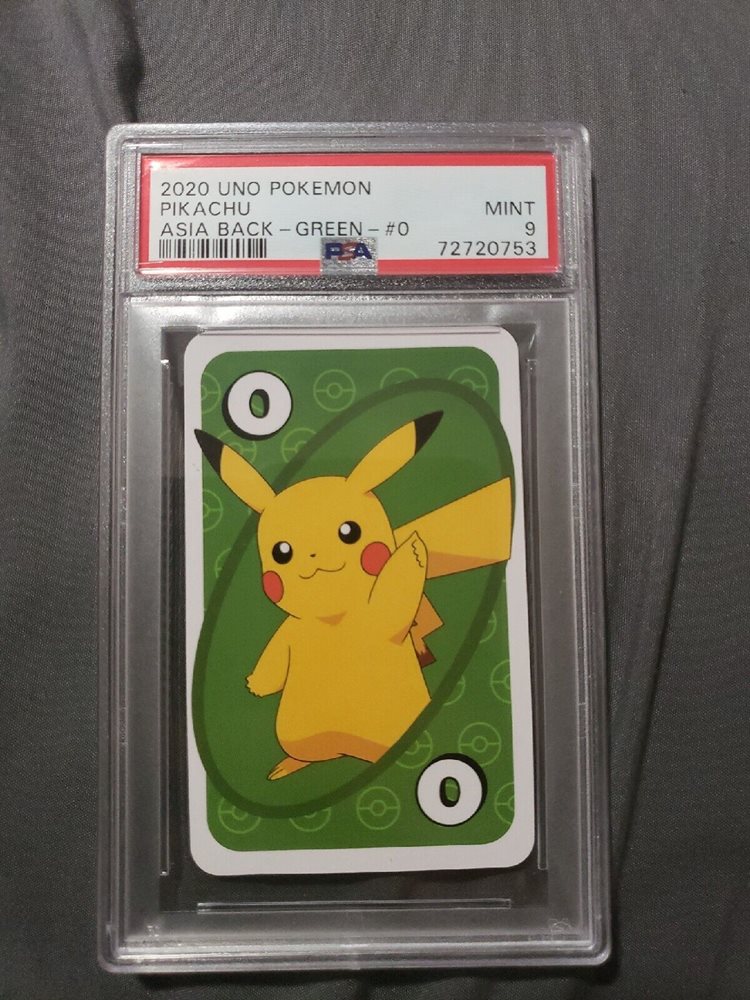 2020 UNO POKEMON
PIKACHU MINT
ASIA BACK - GREEN - #0 9
PSA 72720753
0
0